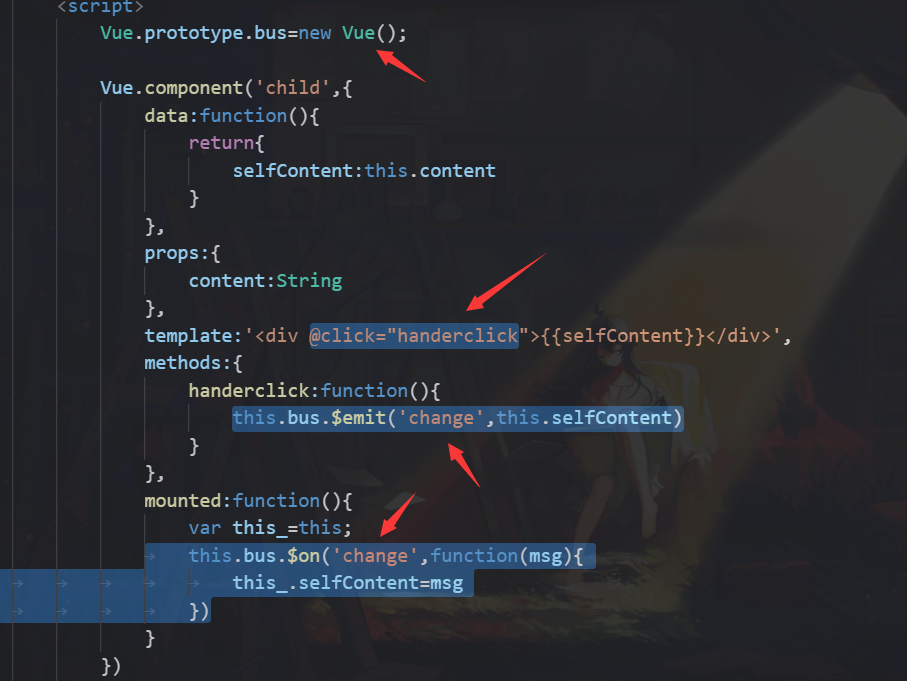 <script>
Vue.prototype.bus=new Vue();
Vue.component('child',{
data:function(){
return{
selfContent:this.content
}
},
props:{
content:String
},
template:'<div @click="handerclick">{{selfContent}}</div>',
methods:{
handerclick:function(){
this.bus.$emit('change',this.selfContent)
}
},
mounted:function(){
var this_=this;
this.bus.$on('change',function(msg){
this_.selfContent=msg
})
}
})